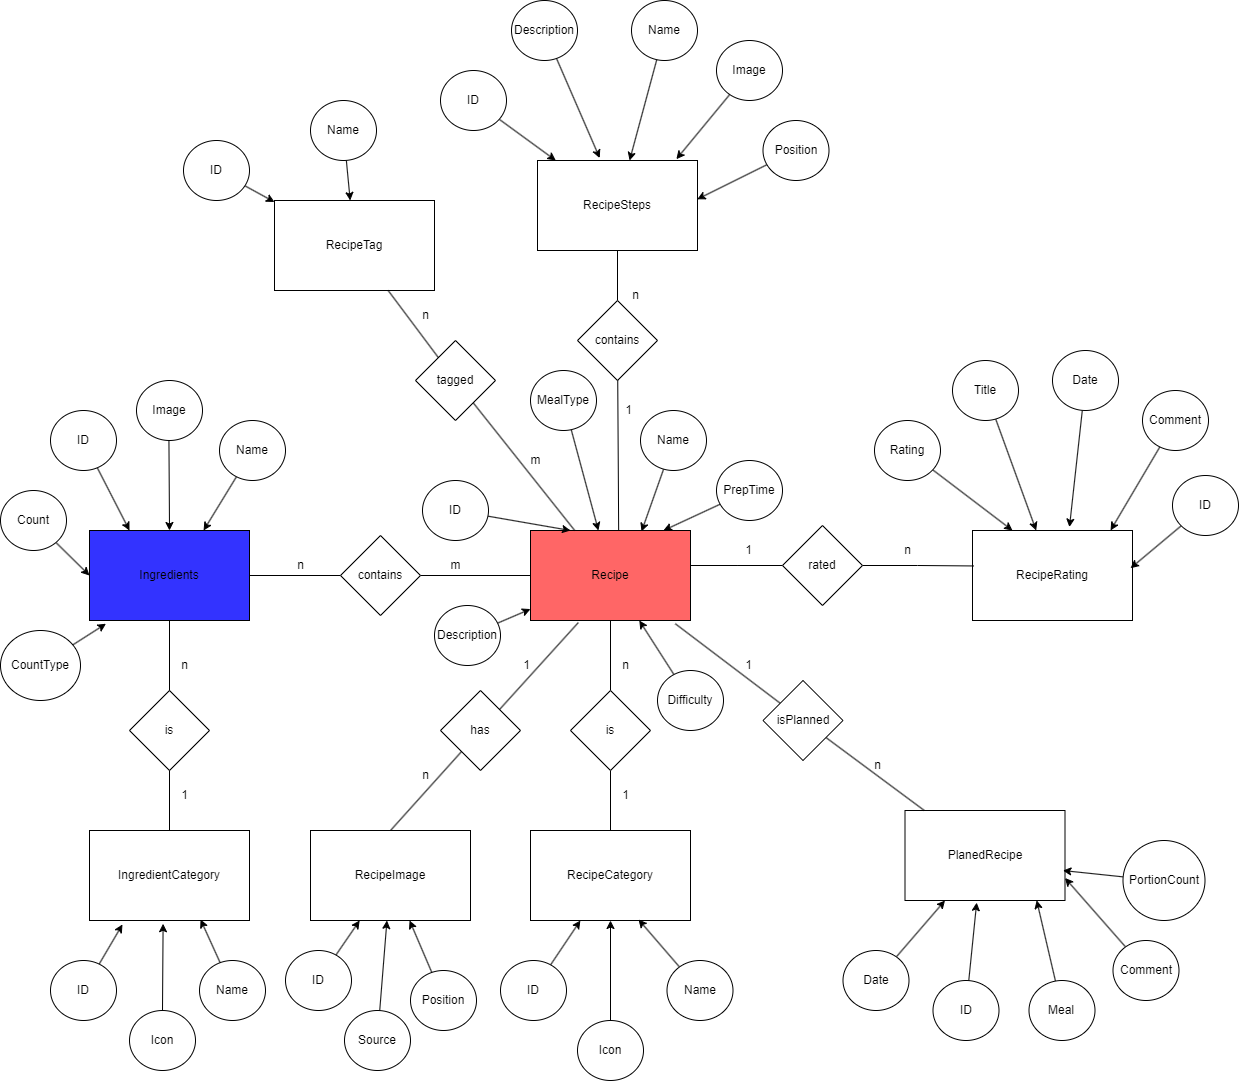 Description
Name
Image
ID
Position
Name
ID
RecipeSteps
RecipeTag
n
n
contains
tagged
1
m
MealType
Name
PrepTime
ID
Title
Date
Comment
Rating
ID
Image
ID
Name
Count
Ingredients
n
contains
m
Recipe
1
rated
n
RecipeRating
CountType
Description
Difficulty
n
1
n
1
is
has
is
isPlanned
n
n
1
1
IngredientCategory
RecipeImage
RecipeCategory
PlanedRecipe
PortionCount
Comment
ID
Name
Icon
ID
Position
Source
ID
Name
Icon
Date
ID
Meal